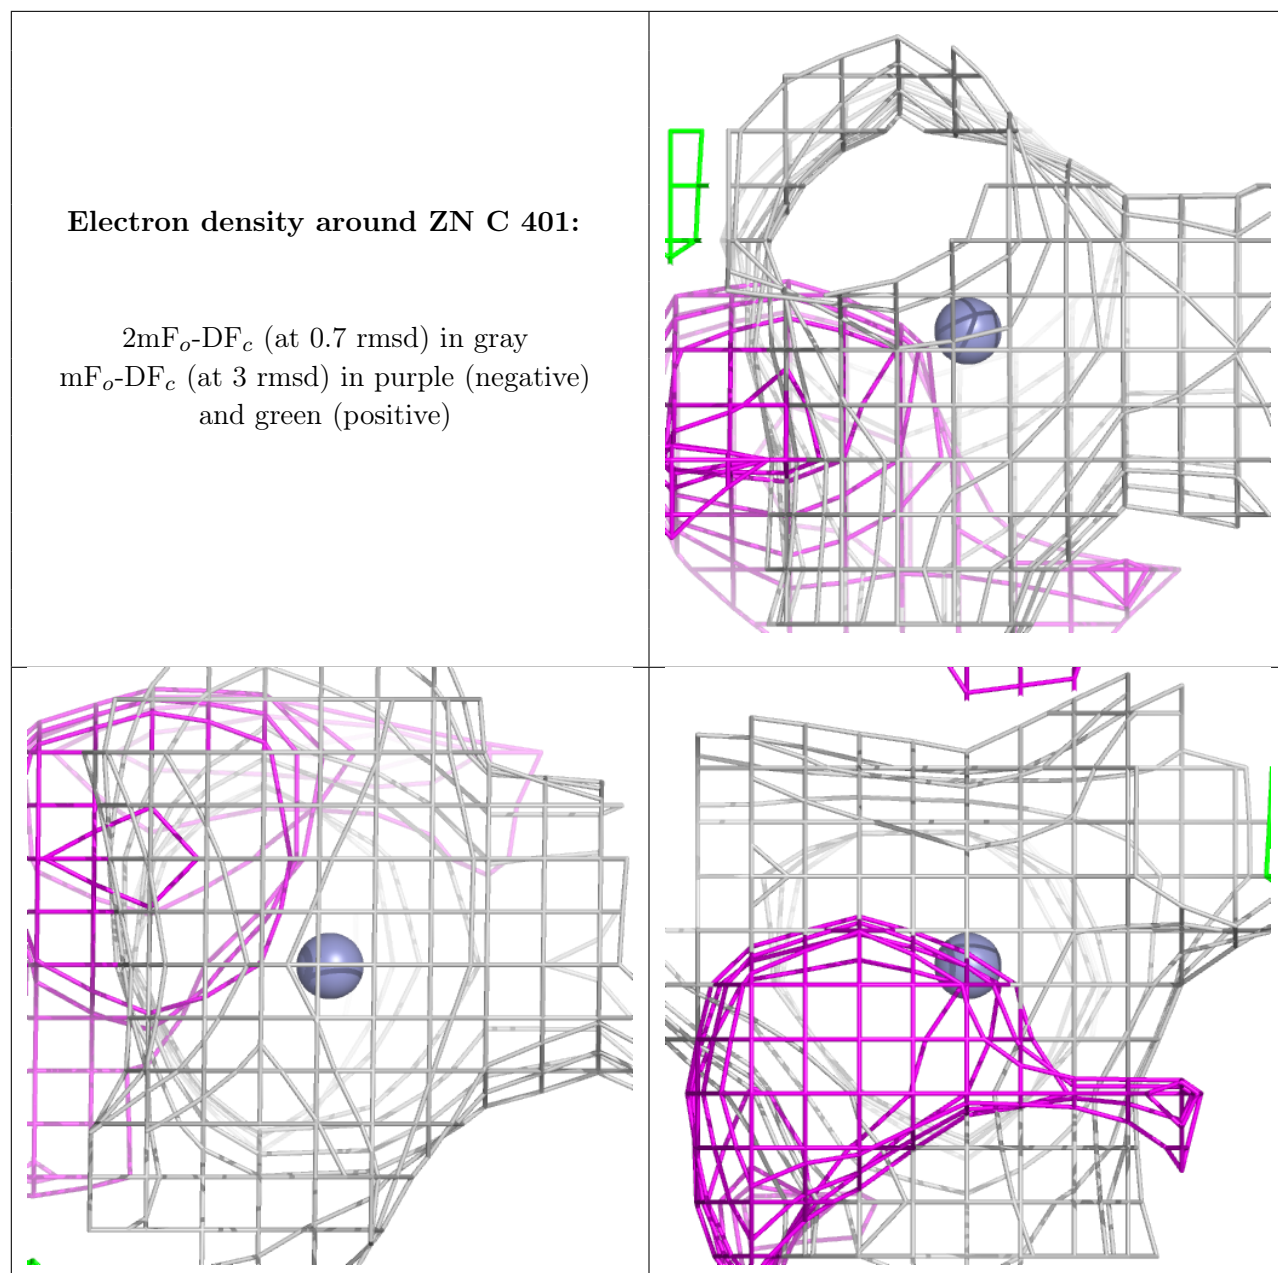 Electron density around ZN C 401:
2mFo-DFc (at 0.7 rmsd) in gray
mFo-DFc (at 3 rmsd) in purple (negative)
and green (positive)